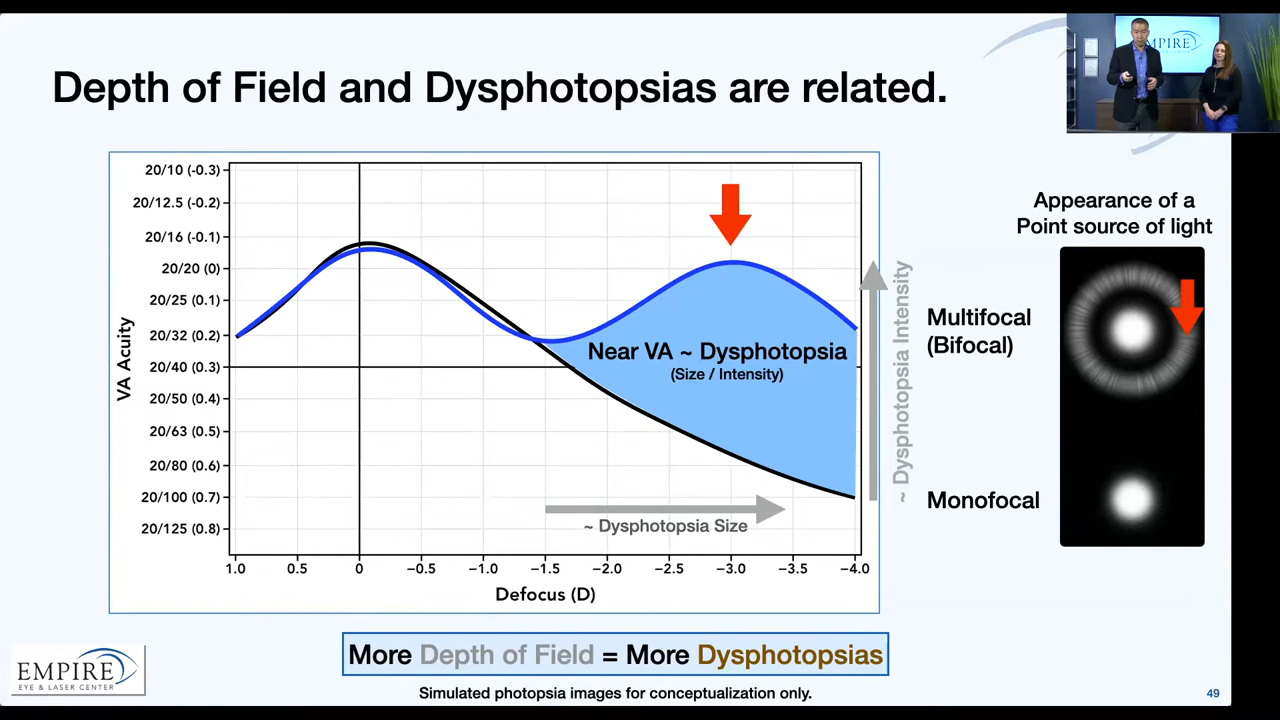 EMPIRE
Depth of Field and Dysphotopsias are related.
20/10 (-0.3)
20/12.5 (-0.2)
20/16 (-0.1)
20/20 (0)
20/25 (0.1)
20/32 (0.2)
20/40 (0.3)
20/50 (0.4)
20/63 (0.5)
20/80 (0.6)
20/100 (0.7)
20/125 (0.8)
VA Acuity
Near VA ~ Dysphotopsia
(Size / Intensity)
~ Dysphotopsia Size
1.0 0.5 0 −0.5 −1.0 −1.5 −2.0 −2.5 −3.0 −3.5 −4.0
Defocus (D)
~ Dysphotopsia Intensity
Appearance of a
Point source of light
Multifocal
(Bifocal)
Monofocal
More Depth of Field = More Dysphotopsias
Simulated photopsia images for conceptualization only.
EMPIRE
EYE & LASER CENTER
49